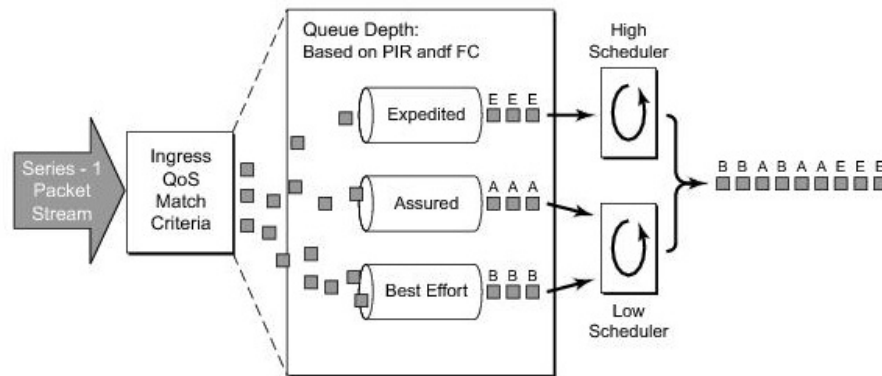 Queue Depth:
Based on PIR andf FC
High
Scheduler
E E E
Expedited
Series - 1
Packet
Stream
Ingress
QoS
Match
Criteria
A A A
Assured
B B A B A A E E E
B B B
Best Effort
Low
Scheduler